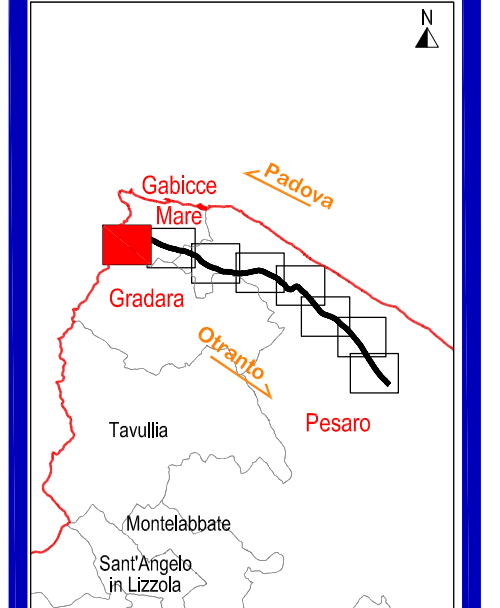 N
Padova
Gabicce
Mare
Gradara
Otranto
Pesaro
Tavullia
Montelabbate
Sant'Angelo
in Lizzola